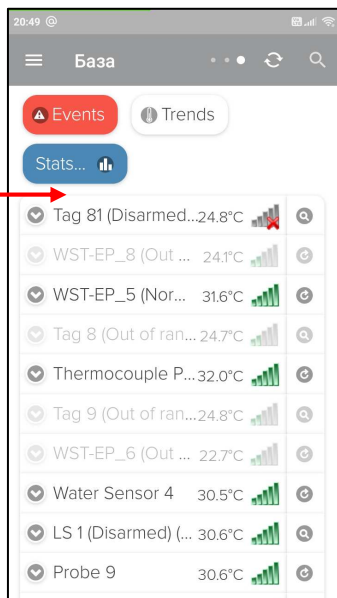 20:49 @
База
Events
Trends
Stats...
Tag 81 (Disarmed... 24.8°C
WST-EP_8 (Out ... 24.1°C
WST-EP_5 (Nor... 31.6°C
Tag 8 (Out of ran... 24.7°C
Thermocouple P... 32.0°C
Tag 9 (Out of ran... 24.8°C
WST-EP_6 (Out ... 22.7°C
Water Sensor 4 30.5°C
LS 1 (Disarmed) (... 30.6°C
Probe 9 30.6°C